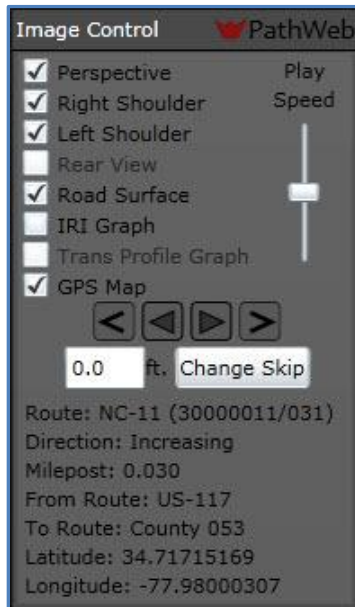 Image Control PathWeb
Perspective
Play
Right Shoulder
Speed
Left Shoulder
Rear View
Road Surface
IRI Graph
Trans Profile Graph
GPS Map
0.0 ft. Change Skip
Route: NC-11 (30000011/031)
Direction: Increasing
Milepost: 0.030
From Route: US-117
To Route: County 053
Latitude: 34.71715169
Longitude: -77.98000307